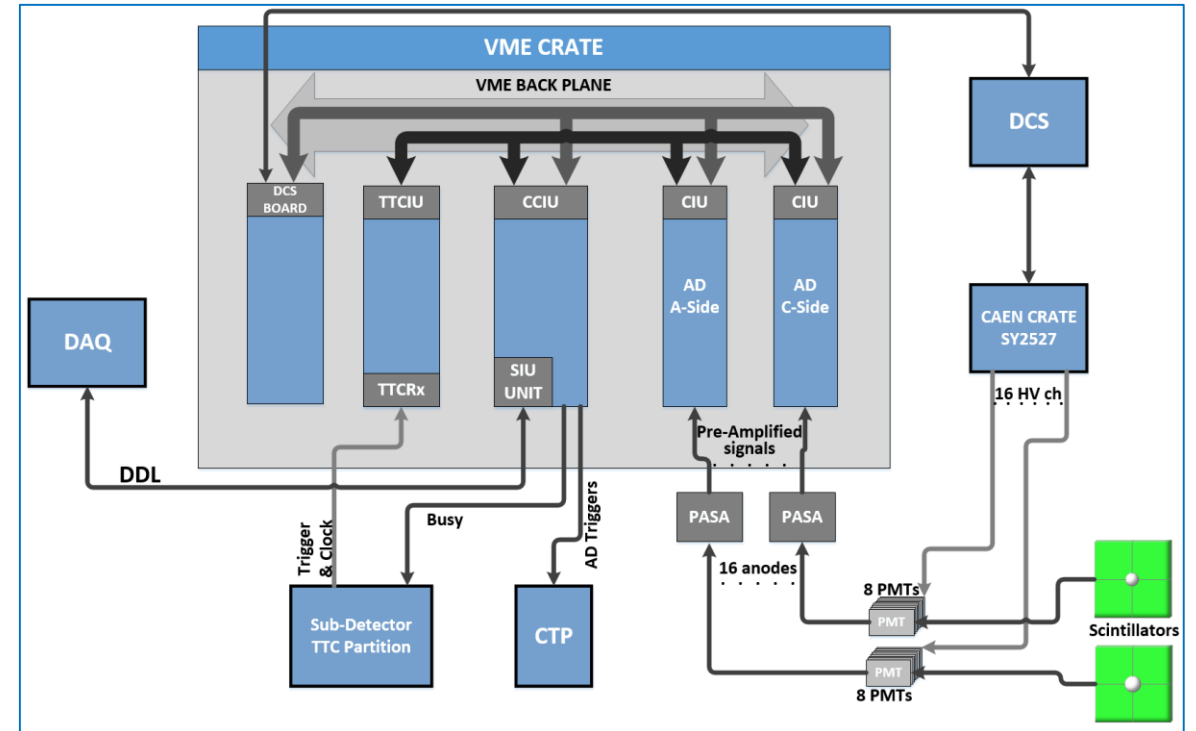 VME CRATE
VME BACK PLANE
DCS
DCS
BOARD
TTCIU
CCIU
CIU
CIU
AD
A-Side
AD
C-Side
CAEN CRATE
SY2527
DAQ
SIU
UNIT
TTCRx
16 HV ch
Pre-Amplified
signals
DDL
PASA
PASA
Busy
Trigger
& Clock
AD Triggers
16 anodes
8 PMTs
PMT
Scintillators
Sub-Detector
TTC Partition
CTP
PMT
8 PMTs